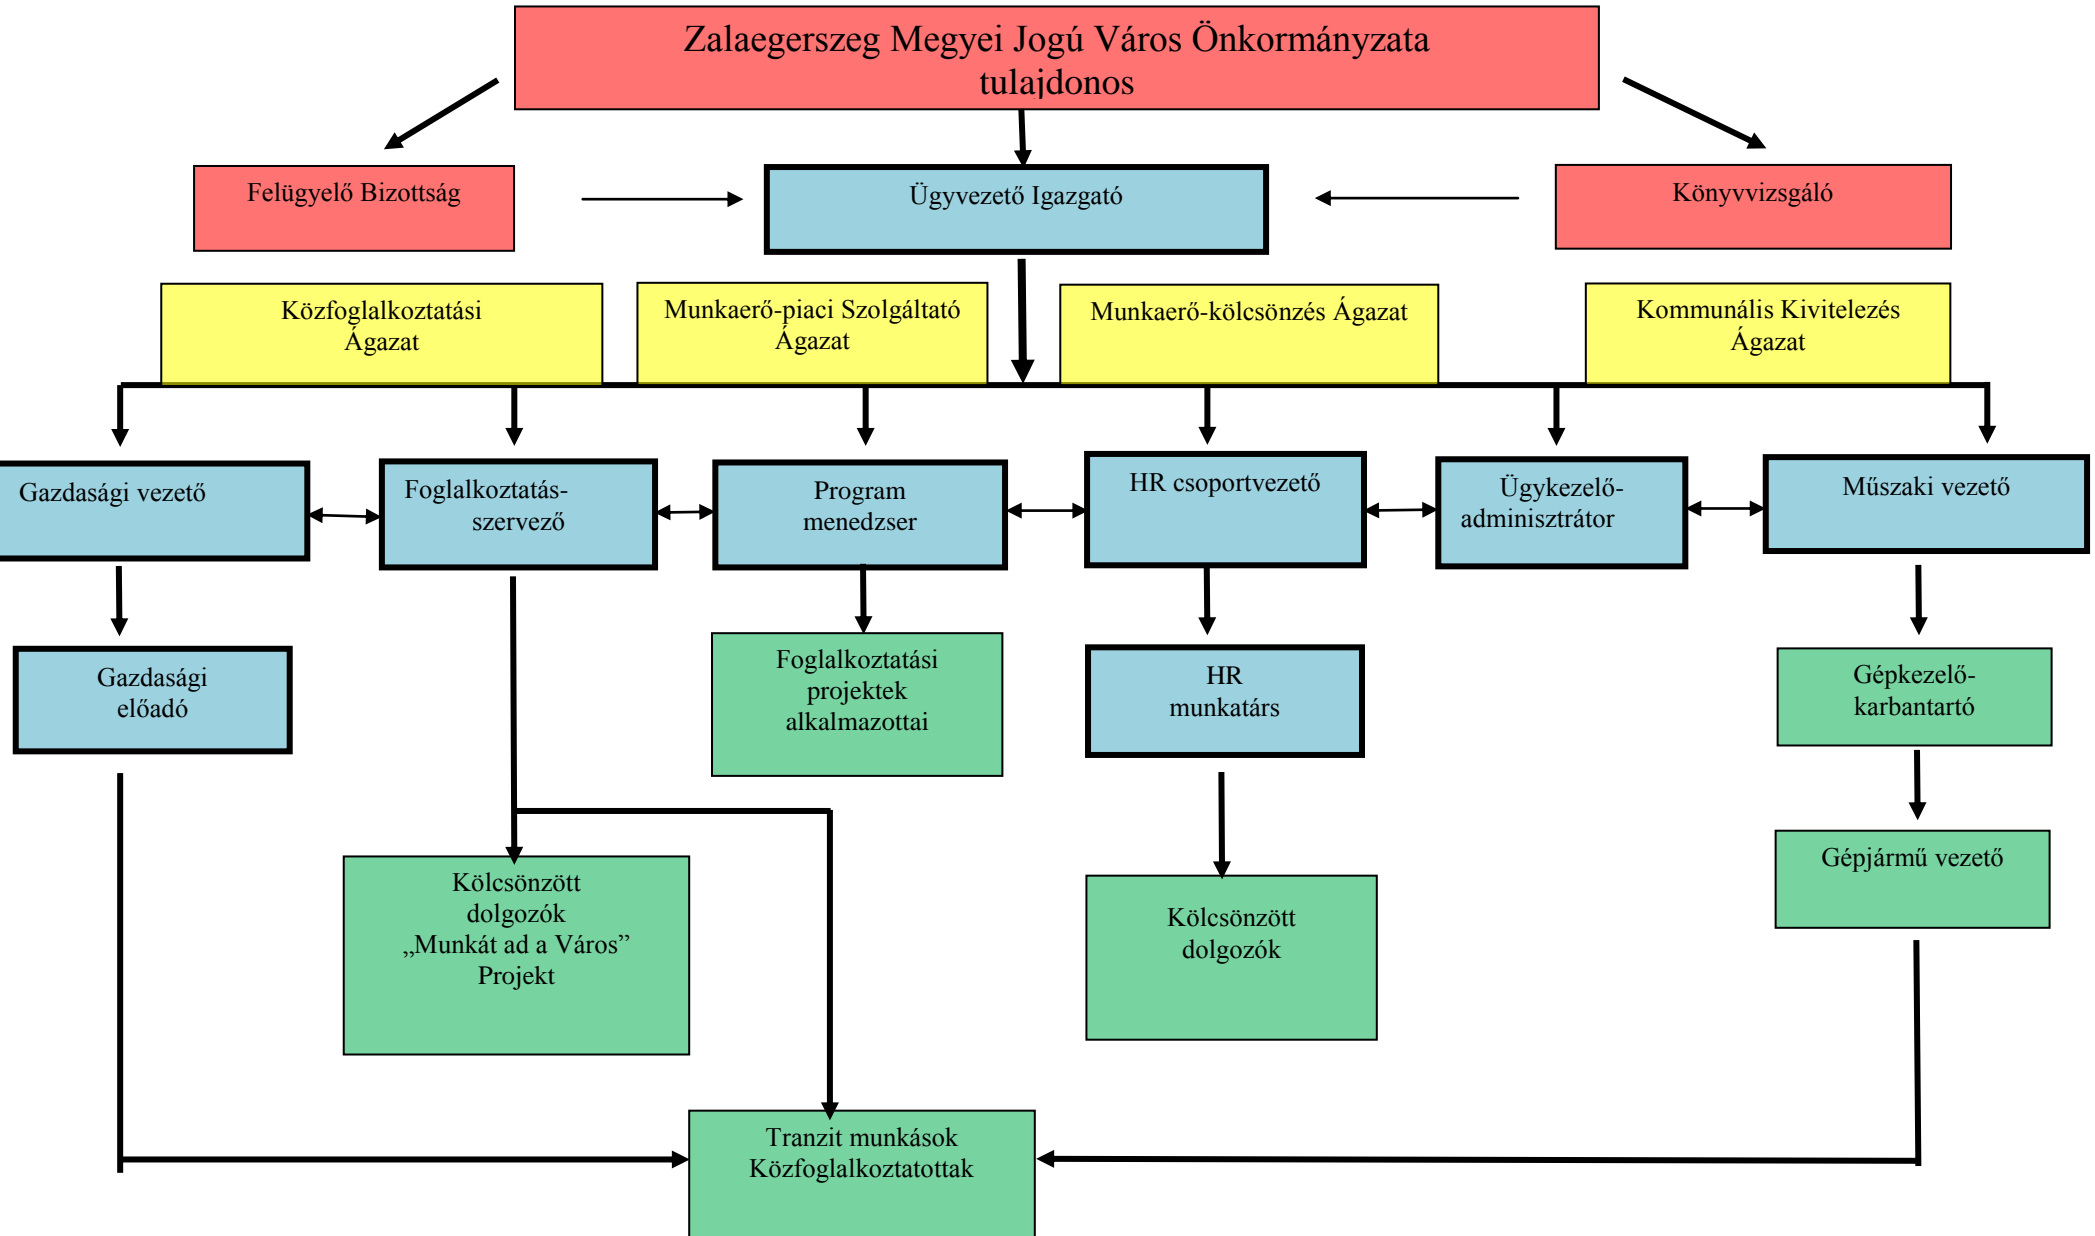 Zalaegerszeg Megyei Jogú Város Önkormányzata
tulajdonos
Felügyelő Bizottság
Ügyvezető Igazgató
Könyvvizsgáló
Közfoglalkoztatási
Ágazat
Munkaerő-piaci Szolgáltató
Ágazat
Munkaerő-kölcsönzés Ágazat
Kommunális Kivitelezés
Ágazat
Gazdasági vezető
Foglalkoztatás-
szervező
Program
menedzser
HR csoportvezető
Ügykezelő-
adminisztrátor
Műszaki vezető
Gazdasági
előadó
Foglalkoztatási
projektek
alkalmazottai
HR
munkatárs
Gépkezelő-
karbantartó
Gépjármű vezető
Kölcsönzött
dolgozók
„Munkát ad a Város”
Projekt
Kölcsönzött
dolgozók
Tranzit munkások
Közfoglalkoztatottak